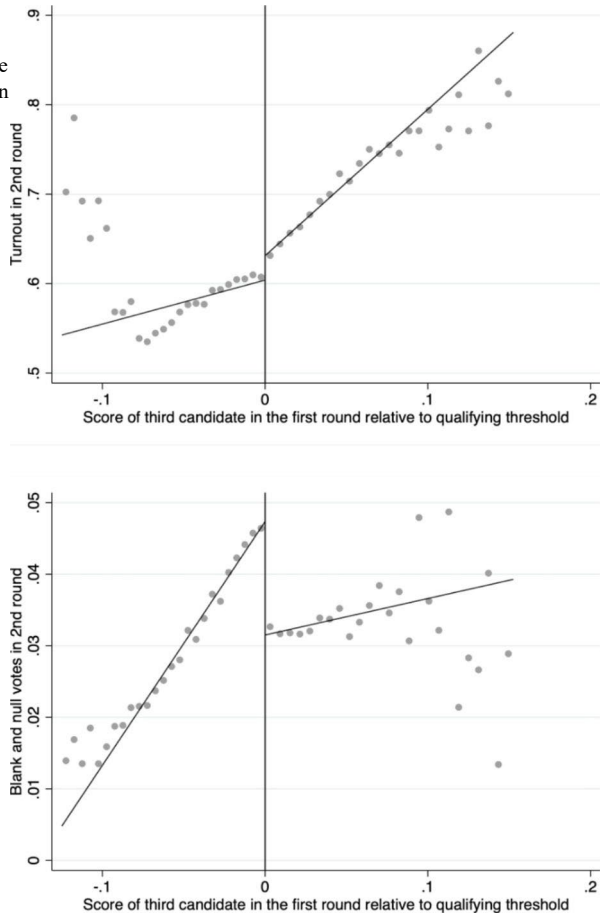 e
n
Turnout in 2nd round
.9
.8
.7
.6
.5
-.1 0 .1 .2
Score of third candidate in the first round relative to qualifying threshold
Blank and null votes in 2nd round
.05
.04
.03
.02
.01
0
-.1 0 .1 .2
Score of third candidate in the first round relative to qualifying threshold